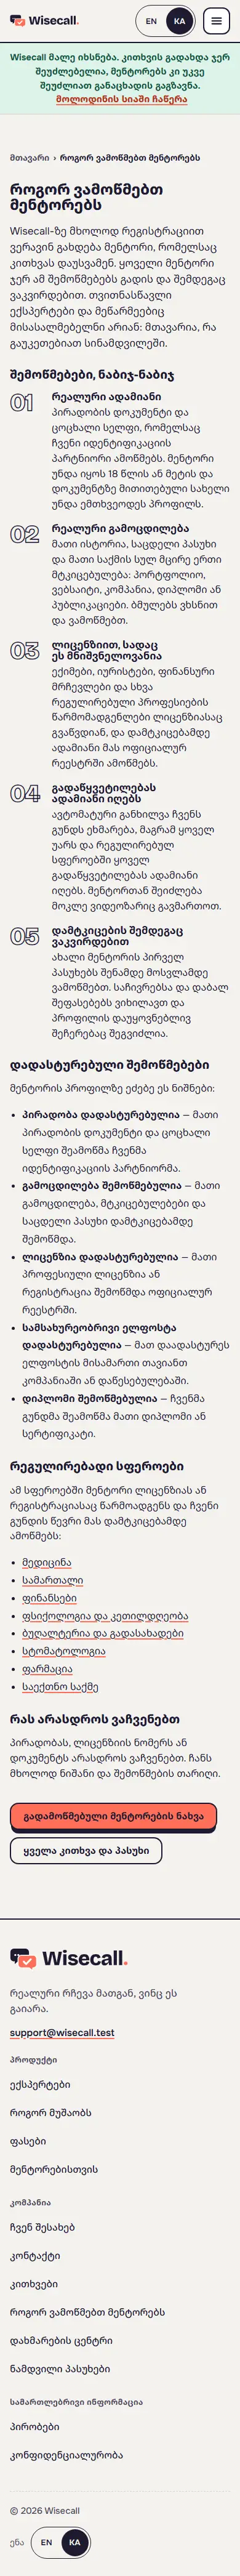 Wisecall.
EN KA
Wisecall მალე იხსნება. კითხვის გადახდა ჯერ
შეუძლებელია, მენტორებს კი უკვე
შეუძლიათ განაცხადის გაგზავნა.
მოლოდინის სიაში ჩაწერა
მთავარი › როგორ ვამოწმებთ მენტორებს
როგორ ვამოწმებთ
მენტორებს
Wisecall-ზე მხოლოდ რეგისტრაციით
ვერავინ გახდება მენტორი, რომელსაც
კითხვას დაუსვამენ. ყოველი მენტორი
ჯერ ამ შემოწმებებს გადის და შემდეგაც
ვაკვირდებით. თვითნასწავლი
ექსპერტები და მეწარმეებიც
მისასალმებელნი არიან: მთავარია, რა
გაუკეთებიათ სინამდვილეში.
შემოწმებები, ნაბიჯ-ნაბიჯ
01
რეალური ადამიანი
პირადობის დოკუმენტი და
ცოცხალი სელფი, რომელსაც
ჩვენი იდენტიფიკაციის
პარტნიორი ამოწმებს. მენტორი
უნდა იყოს 18 წლის ან მეტის და
დოკუმენტზე მითითებული სახელი
უნდა ემთხვეოდეს პროფილს.
02
რეალური გამოცდილება
მათი ისტორია, საცდელი პასუხი
და მათი საქმის სულ მცირე ერთი
მტკიცებულება: პორტფოლიო,
ვებსაიტი, კომპანია, დიპლომი ან
პუბლიკაციები. ბმულებს ვხსნით
და ვამოწმებთ.
03
ლიცენზიით, სადაც
ეს მნიშვნელოვანია
ექიმები, იურისტები, ფინანსური
მრჩევლები და სხვა
რეგულირებული პროფესიების
წარმომადგენლები ლიცენზიასაც
გვაწვდიან, და დამტკიცებამდე
ადამიანი მას ოფიციალურ
რეესტრში ამოწმებს.
04
გადაწყვეტილებას
ადამიანი იღებს
ავტომატური განხილვა ჩვენს
გუნდს ეხმარება, მაგრამ ყოველ
უარს და რეგულირებულ
სფეროებში ყოველ
გადაწყვეტილებას ადამიანი
იღებს. მენტორთან შეიძლება
მოკლე ვიდეოზარიც გავმართოთ.
05
დამტკიცების შემდეგაც
ვაკვირდებით
ახალი მენტორის პირველ
პასუხებს შენამდე მოსვლამდე
ვამოწმებთ. საჩივრებსა და დაბალ
შეფასებებს ვიხილავთ და
პროფილის დაუყოვნებლივ
შეჩერებაც შეგვიძლია.
დადასტურებული შემოწმებები
მენტორის პროფილზე ეძებე ეს ნიშნები:
• პირადობა დადასტურებულია — მათი
პირადობის დოკუმენტი და ცოცხალი
სელფი შეამოწმა ჩვენმა
იდენტიფიკაციის პარტნიორმა.
• გამოცდილება შემოწმებულია — მათი
გამოცდილება, მტკიცებულებები და
საცდელი პასუხი დამტკიცებამდე
შემოწმდა.
• ლიცენზია დადასტურებულია — მათი
პროფესიული ლიცენზია ან
რეგისტრაცია შემოწმდა ოფიციალურ
რეესტრში.
• სამსახურეობრივი ელფოსტა
დადასტურებულია — მათ დაადასტურეს
ელფოსტის მისამართი თავიანთ
კომპანიაში ან დაწესებულებაში.
• დიპლომი შემოწმებულია — ჩვენმა
გუნდმა შეამოწმა მათი დიპლომი ან
სერტიფიკატი.
რეგულირებადი სფეროები
ამ სფეროებში მენტორი ლიცენზიას ან
რეგისტრაციასაც წარმოადგენს და ჩვენი
გუნდის წევრი მას დამტკიცებამდე
ამოწმებს:
• მედიცინა
• სამართალი
• ფინანსები
• ფსიქოლოგია და კეთილდღეობა
• ბუღალტერია და გადასახადები
• სტომატოლოგია
• ფარმაცია
• საექთნო საქმე
რას არასდროს ვაჩვენებთ
პირადობას, ლიცენზიის ნომერს ან
დოკუმენტს არასდროს ვაჩვენებთ. ჩანს
მხოლოდ ნიშანი და შემოწმების თარიღი.
გადამოწმებული მენტორების ნახვა
ყველა კითხვა და პასუხი
Wisecall.
რეალური რჩევა მათგან, ვინც ეს
გაიარა.
support@wisecall.test
პროდუქტი
ექსპერტები
როგორ მუშაობს
ფასები
მენტორებისთვის
კომპანია
ჩვენ შესახებ
კონტაქტი
კითხვები
როგორ ვამოწმებთ მენტორებს
დახმარების ცენტრი
ნამდვილი პასუხები
სამართლებრივი ინფორმაცია
პირობები
კონფიდენციალურობა
© 2026 Wisecall
ენა EN KA